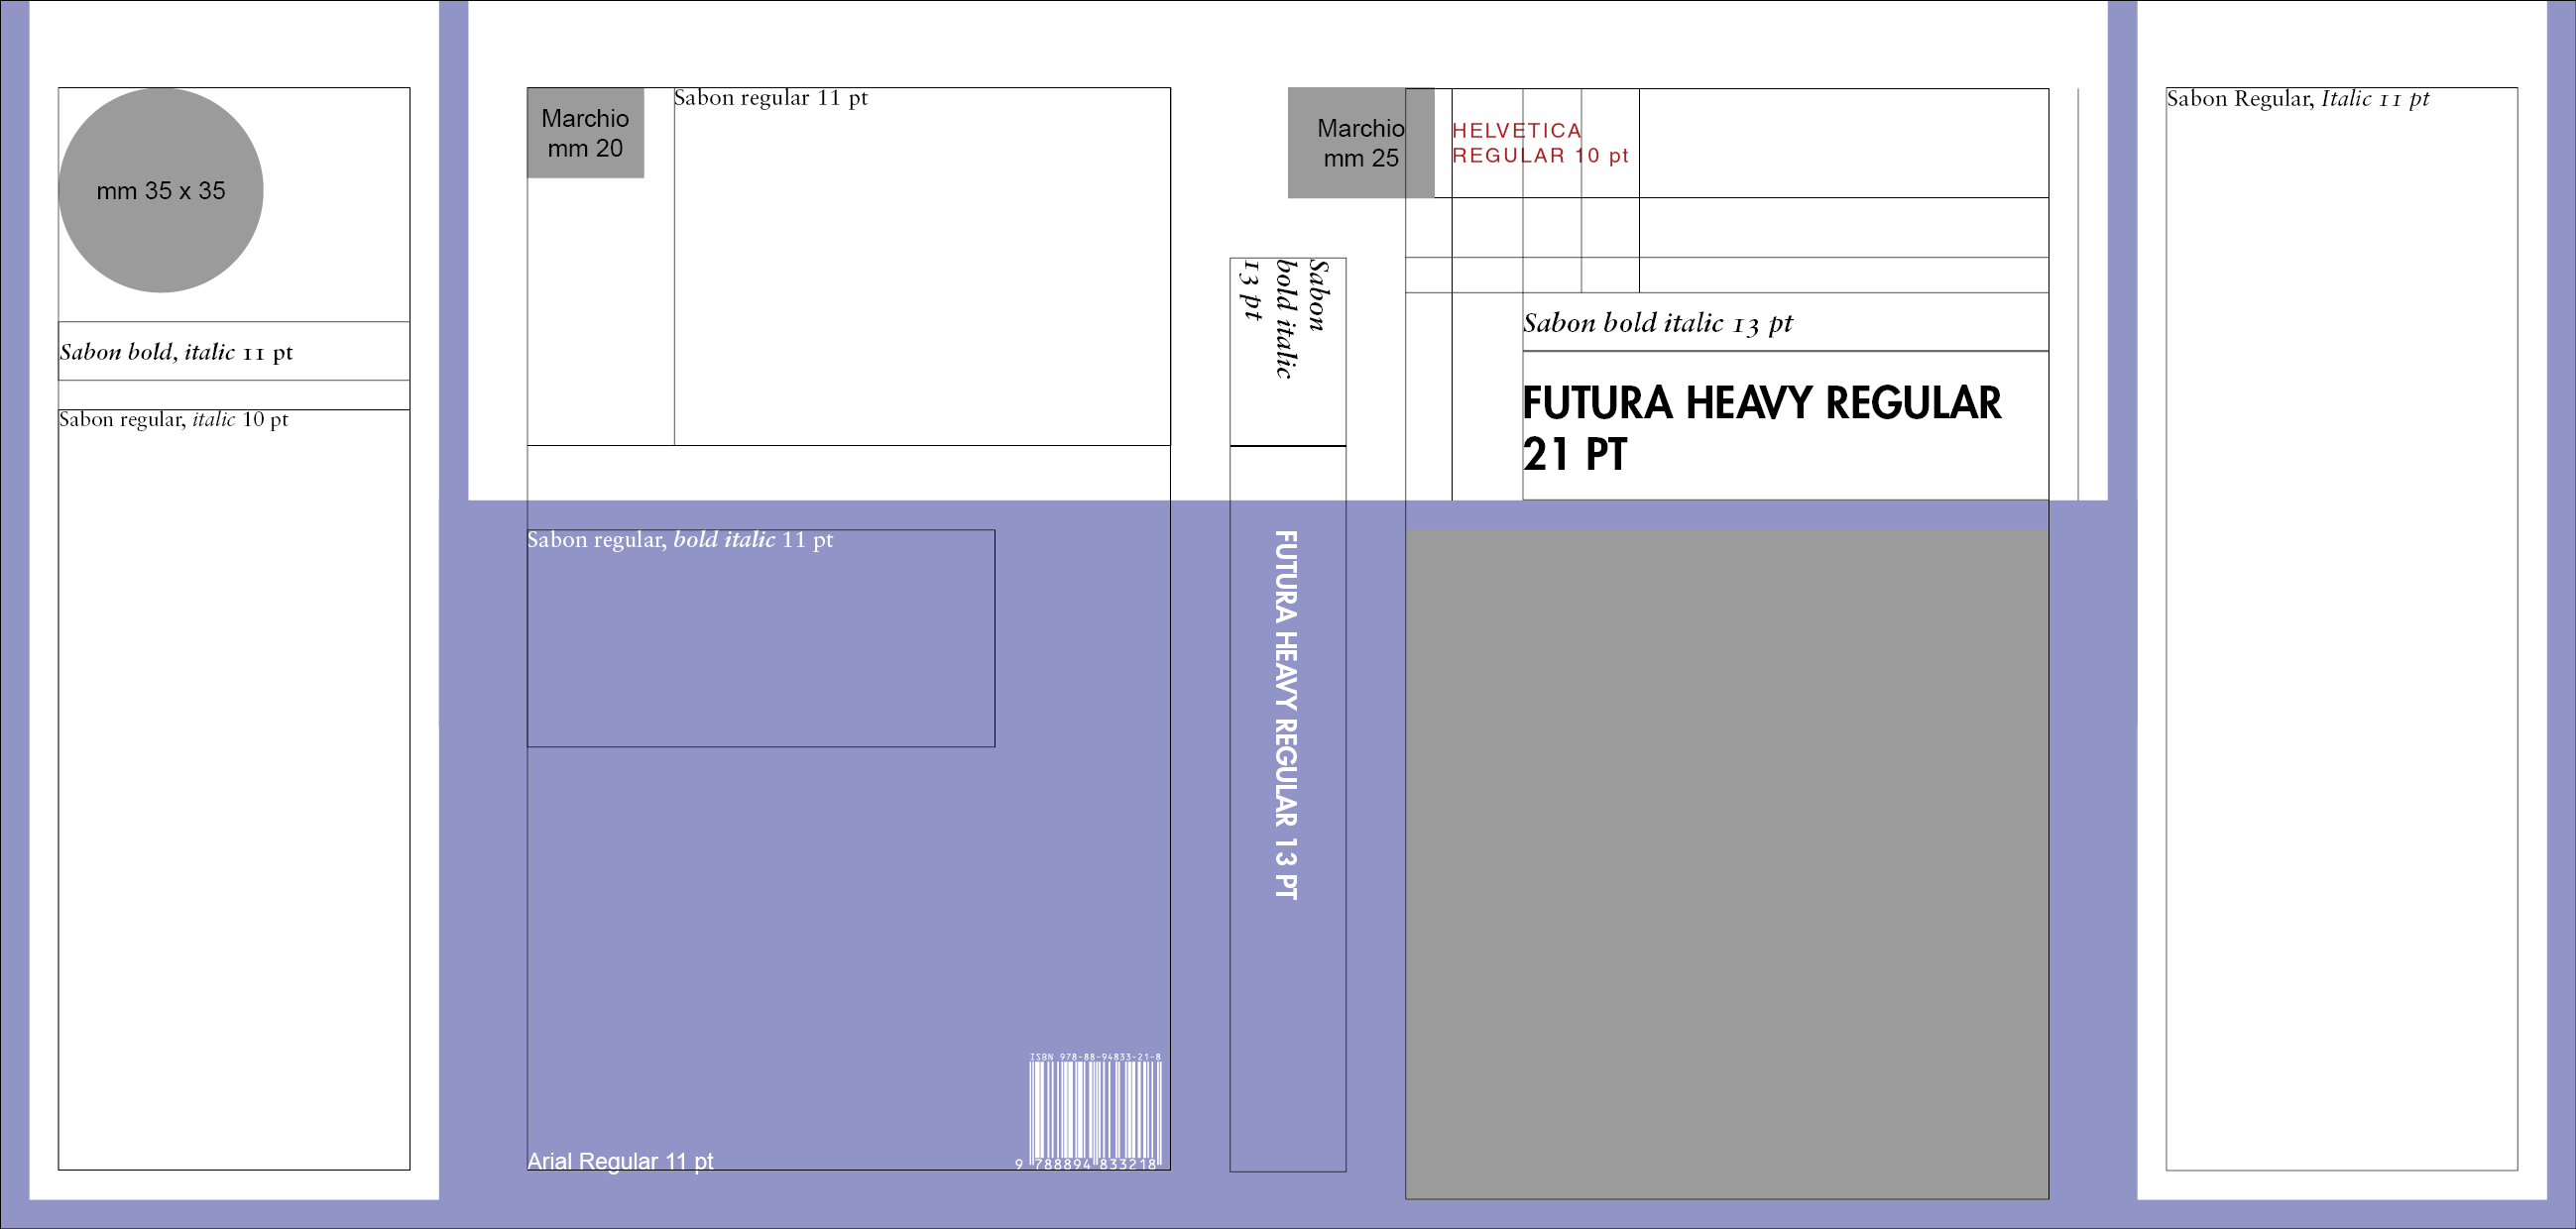 mm 35 x 35
Sabon bold, italic 11 pt
Sabon regular, italic 10 pt
Marchio
mm 20
Sabon regular 11 pt
Sabon regular, bold italic 11 pt
ISBN 978-88-94833-21-8
9 788894 833218
Arial Regular 11 pt
Sabon
bold italic
13 pt
FUTURA HEAVY REGULAR 13 PT
Marchio
mm 25
HELVETICA
REGULAR 10 pt
Sabon bold italic 13 pt
FUTURA HEAVY REGULAR
21 PT
Sabon Regular, Italic 11 pt